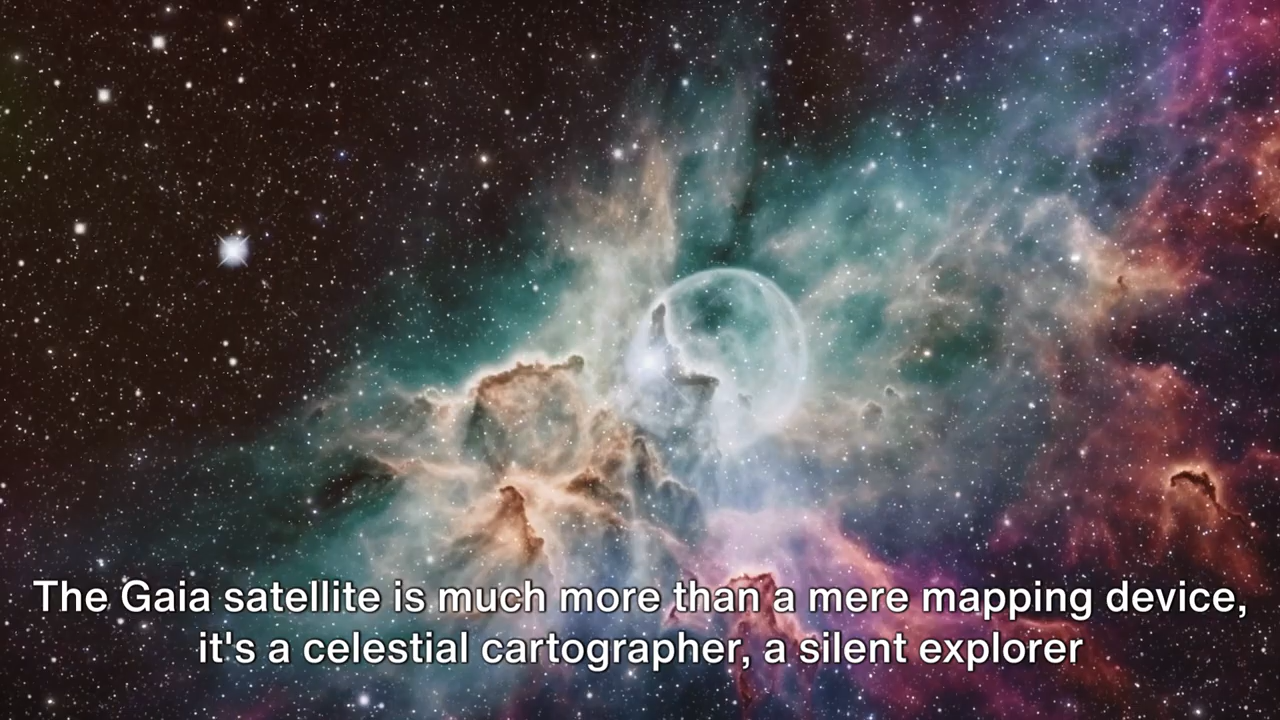 The Gaia satellite is much more than a mere mapping device,
it's a celestial cartographer, a silent explorer